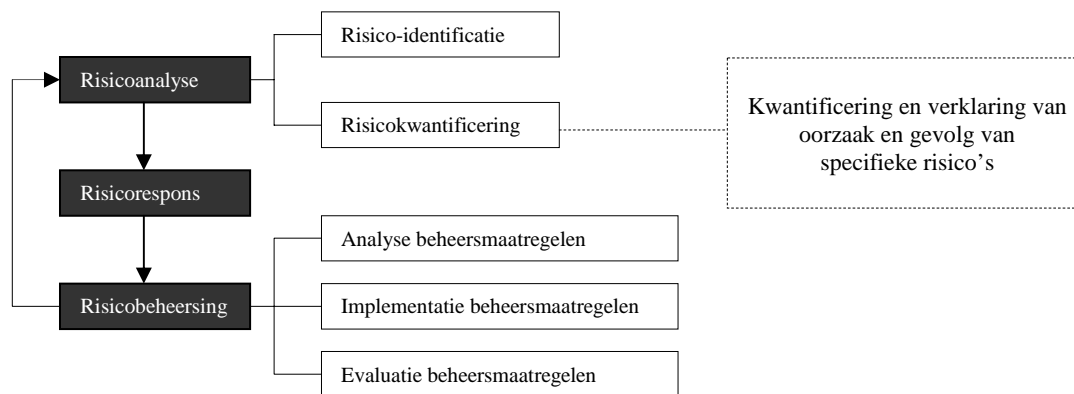 Risico-identificatie
Risicoanalyse
Risicokwantificering
Kwantificering en verklaring van
oorzaak en gevolg van
specifieke risico’s
Risicorespons
Analyse beheersmaatregelen
Risicobeheersing
Implementatie beheersmaatregelen
Evaluatie beheersmaatregelen